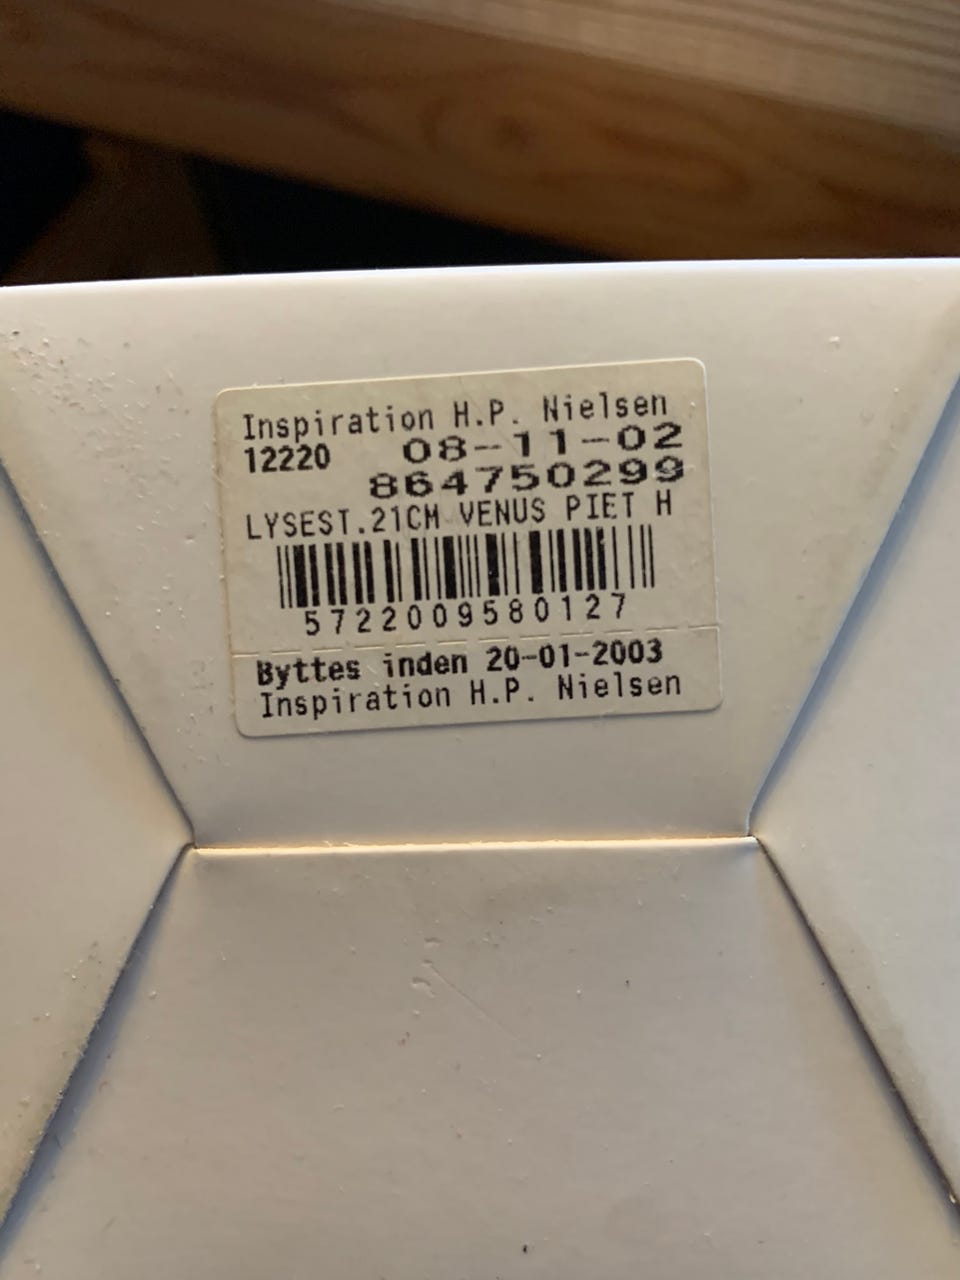 Inspiration H.P. Nielsen
12220 08-11-02
864750299
LYSEST.21CM VENUS PIET H
5722009580127
Byttes inden 20-01-2003
Inspiration H.P. Nielsen